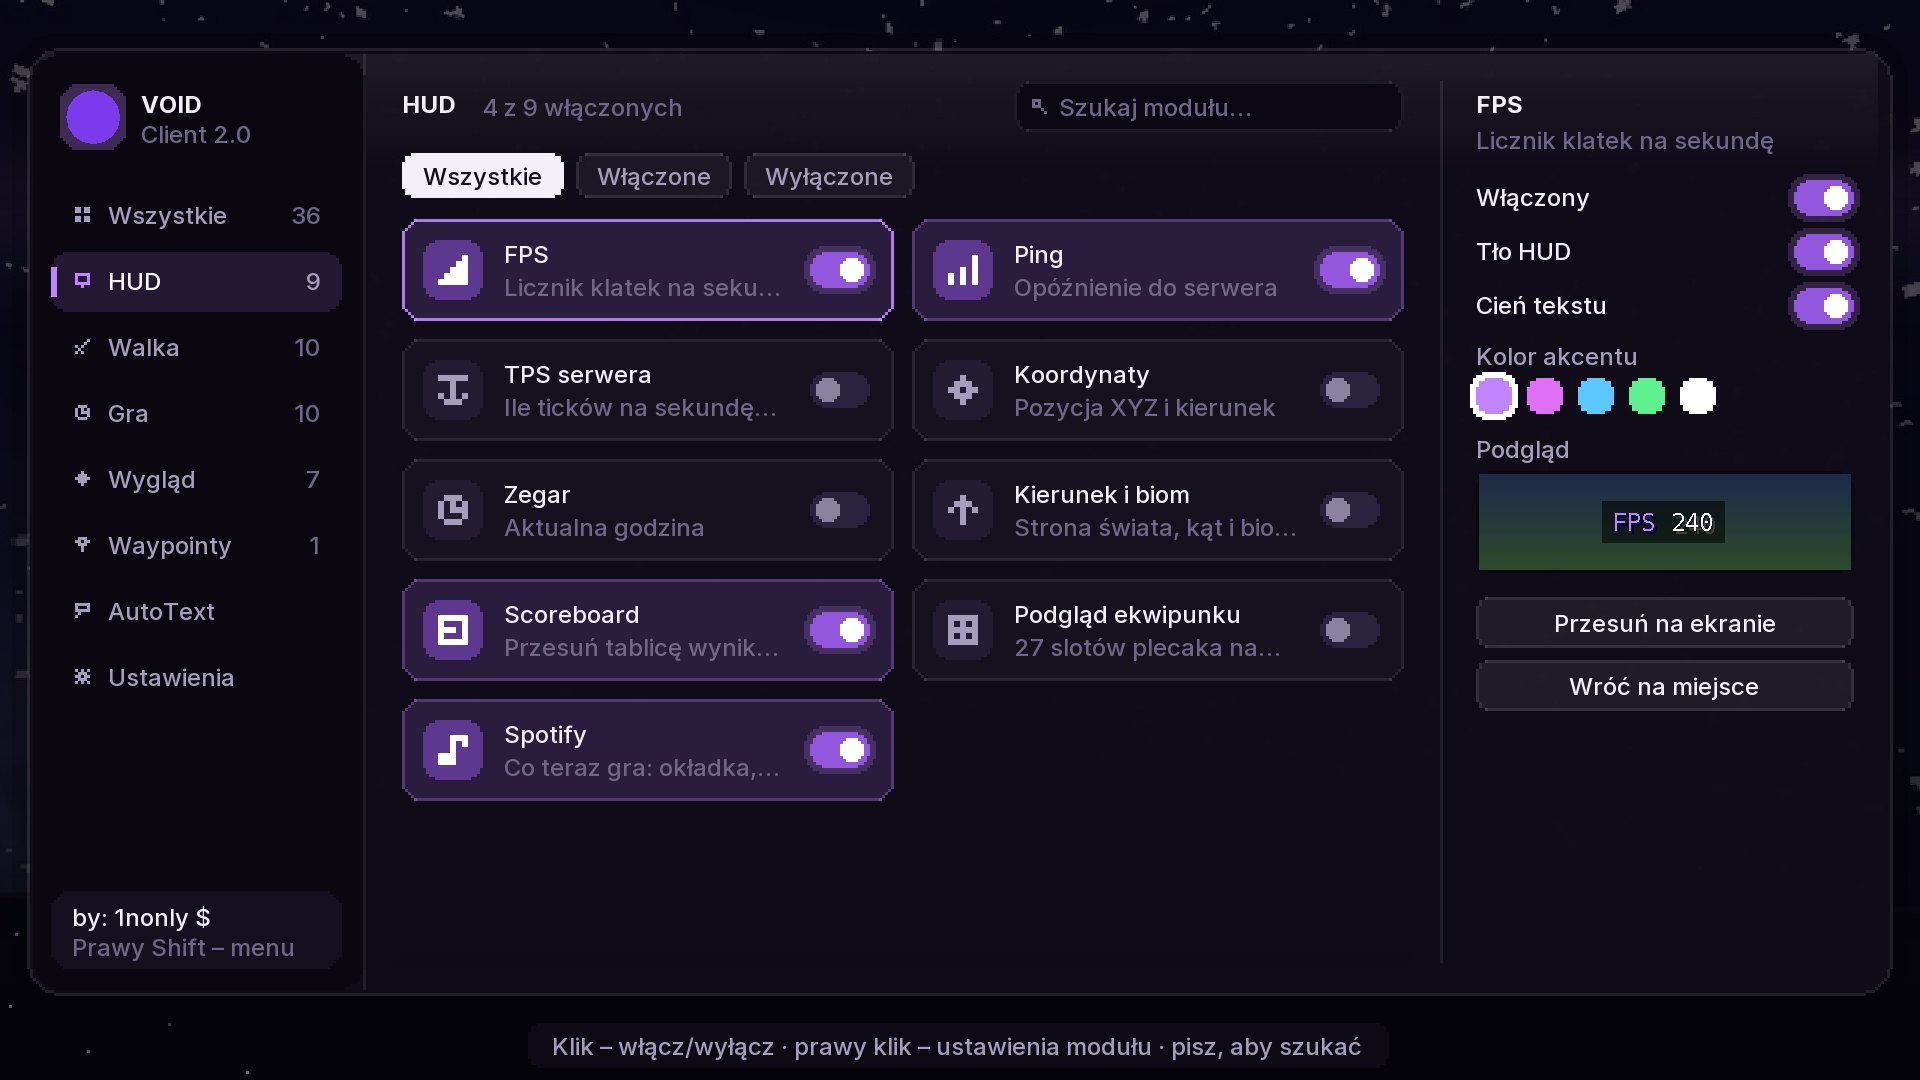 VOID
Client 2.0
Wszystkie 36
HUD 9
Walka 10
Gra 10
Wygląd 7
Waypointy 1
AutoText
Ustawienia
by: 1nonly $
Prawy Shift – menu
HUD 4 z 9 włączonych
Szukaj modułu...
Wszystkie Włączone Wyłączone
FPS
Licznik klatek na seku...
Ping
Opóźnienie do serwera
TPS serwera
Ile ticków na sekundę...
Koordynaty
Pozycja XYZ i kierunek
Zegar
Aktualna godzina
Kierunek i biom
Strona świata, kąt i bio...
Scoreboard
Przesuń tablicę wynik...
Podgląd ekwipunku
27 slotów plecaka na...
Spotify
Co teraz gra: okładka,...
FPS
Licznik klatek na sekundę
Włączony
Tło HUD
Cień tekstu
Kolor akcentu
Podgląd
FPS 240
Przesuń na ekranie
Wróć na miejsce
Klik – włącz/wyłącz · prawy klik – ustawienia modułu · pisz, aby szukać